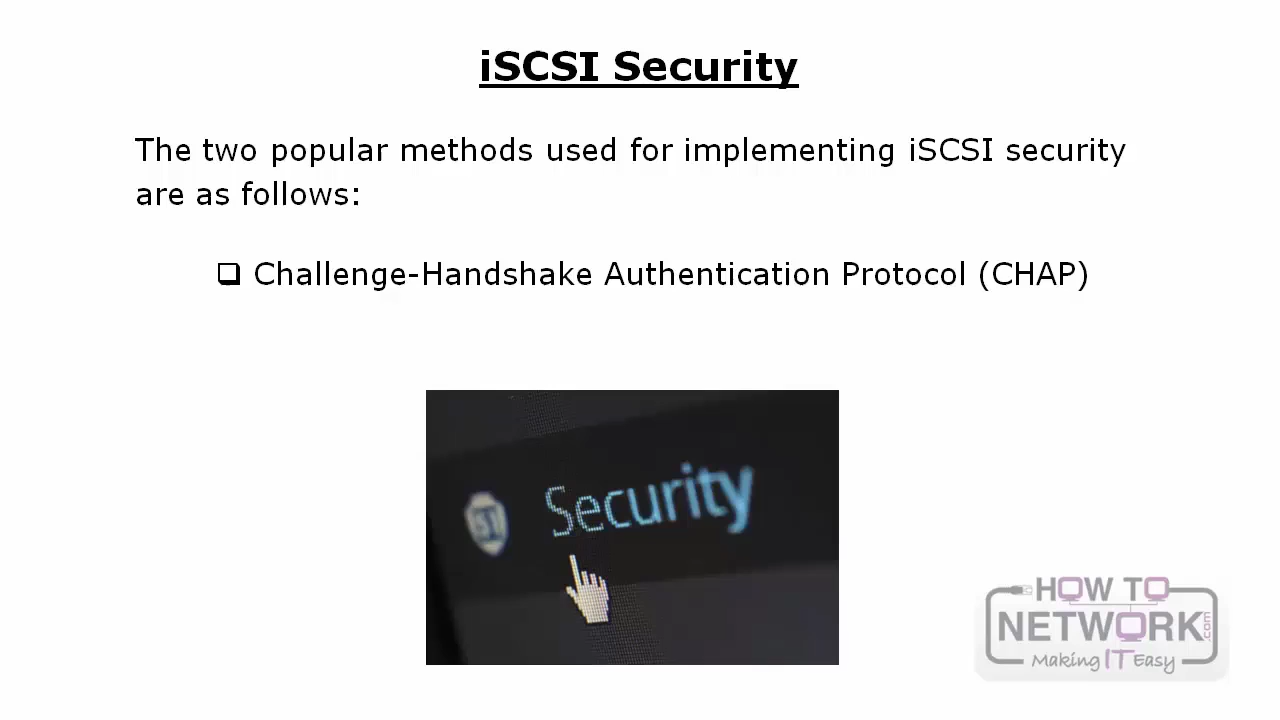 iSCSI Security
The two popular methods used for implementing iSCSI security
are as follows:
❑ Challenge-Handshake Authentication Protocol (CHAP)
Security
HOW TO
NETWORK.com
Making IT Easy